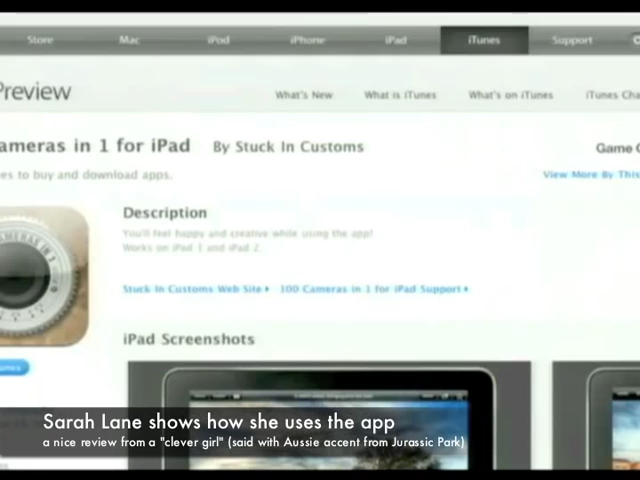 Store Mac iPod iPhone iPad iTunes Support
Preview
What's New What is iTunes What's on iTunes iTunes Cha
ameras in 1 for iPad By Stuck In Customs
Game C
es to buy and download apps.
View More By This
Description
You'll feel happy and creative while using the app!
Works on iPad 1 and iPad 2.
CAMERAS IN 1
Stuck In Customs Web Site 100 Cameras in 1 for iPad Support
iPad Screenshots
unes
Sarah Lane shows how she uses the app
a nice review from a "clever girl" (said with Aussie accent from Jurassic Park)